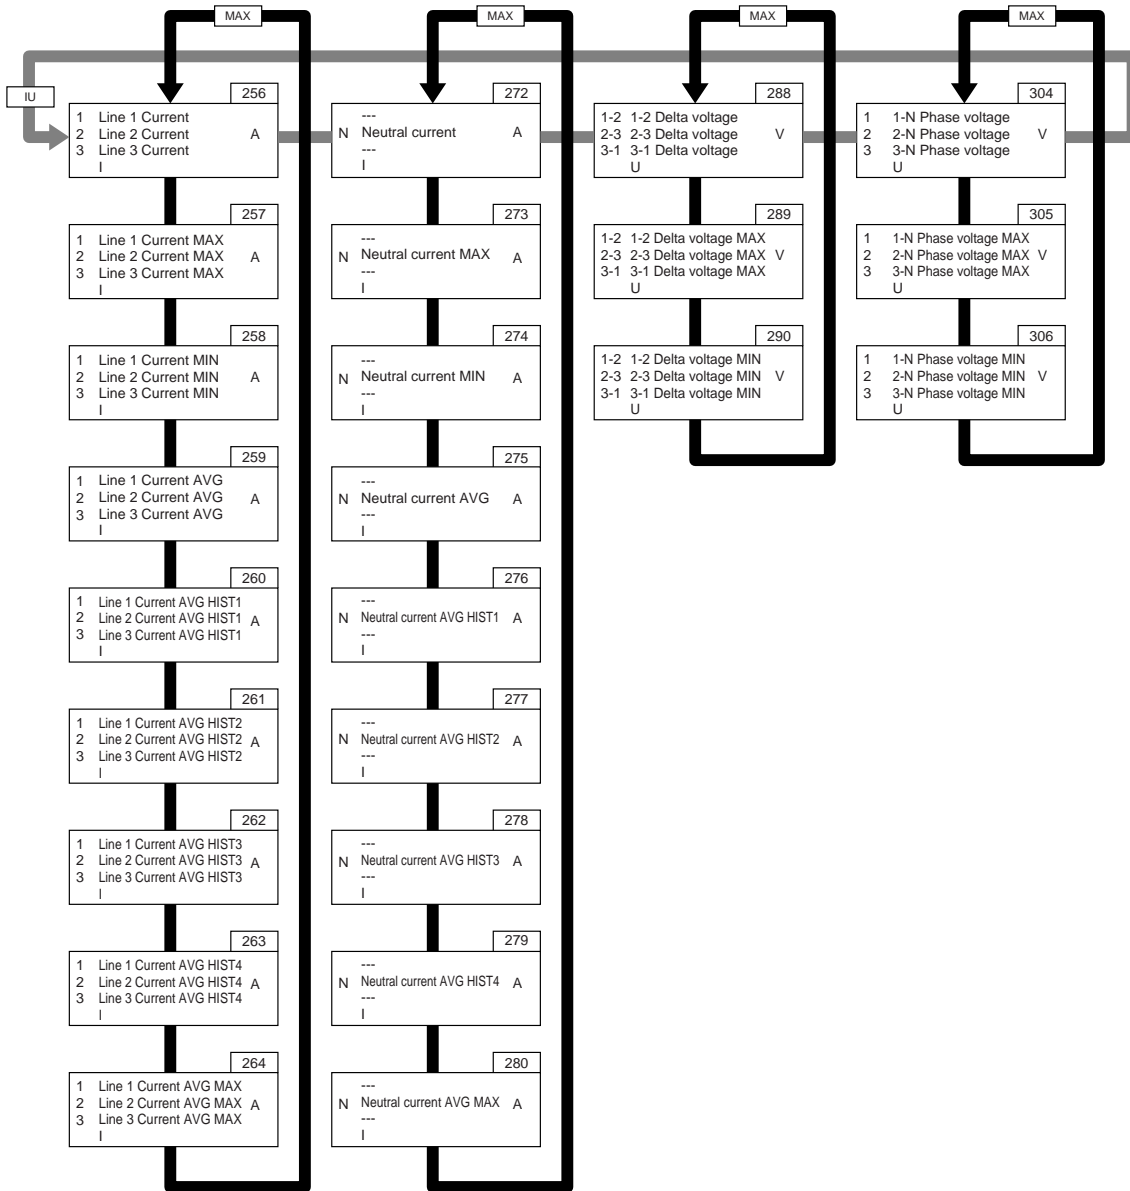 MAX
MAX
MAX
MAX
IU
256
1 Line 1 Current
2 Line 2 Current A
3 Line 3 Current
I
272
---
N Neutral current A
---
I
288
1-2 1-2 Delta voltage
2-3 2-3 Delta voltage V
3-1 3-1 Delta voltage
U
304
1 1-N Phase voltage
2 2-N Phase voltage V
3 3-N Phase voltage
U
257
1 Line 1 Current MAX
2 Line 2 Current MAX A
3 Line 3 Current MAX
I
273
---
N Neutral current MAX A
---
I
289
1-2 1-2 Delta voltage MAX
2-3 2-3 Delta voltage MAX V
3-1 3-1 Delta voltage MAX
U
305
1 1-N Phase voltage MAX
2 2-N Phase voltage MAX V
3 3-N Phase voltage MAX
U
258
1 Line 1 Current MIN
2 Line 2 Current MIN A
3 Line 3 Current MIN
I
274
---
N Neutral current MIN A
---
I
290
1-2 1-2 Delta voltage MIN
2-3 2-3 Delta voltage MIN V
3-1 3-1 Delta voltage MIN
U
306
1 1-N Phase voltage MIN
2 2-N Phase voltage MIN V
3 3-N Phase voltage MIN
U
259
1 Line 1 Current AVG
2 Line 2 Current AVG A
3 Line 3 Current AVG
I
275
---
N Neutral current AVG A
---
I
260
1 Line 1 Current AVG HIST1
2 Line 2 Current AVG HIST1 A
3 Line 3 Current AVG HIST1
I
276
---
N Neutral current AVG HIST1 A
---
I
261
1 Line 1 Current AVG HIST2
2 Line 2 Current AVG HIST2 A
3 Line 3 Current AVG HIST2
I
277
---
N Neutral current AVG HIST2 A
---
I
262
1 Line 1 Current AVG HIST3
2 Line 2 Current AVG HIST3 A
3 Line 3 Current AVG HIST3
I
278
---
N Neutral current AVG HIST3 A
---
I
263
1 Line 1 Current AVG HIST4
2 Line 2 Current AVG HIST4 A
3 Line 3 Current AVG HIST4
I
279
---
N Neutral current AVG HIST4 A
---
I
264
1 Line 1 Current AVG MAX
2 Line 2 Current AVG MAX A
3 Line 3 Current AVG MAX
I
280
---
N Neutral current AVG MAX A
---
I